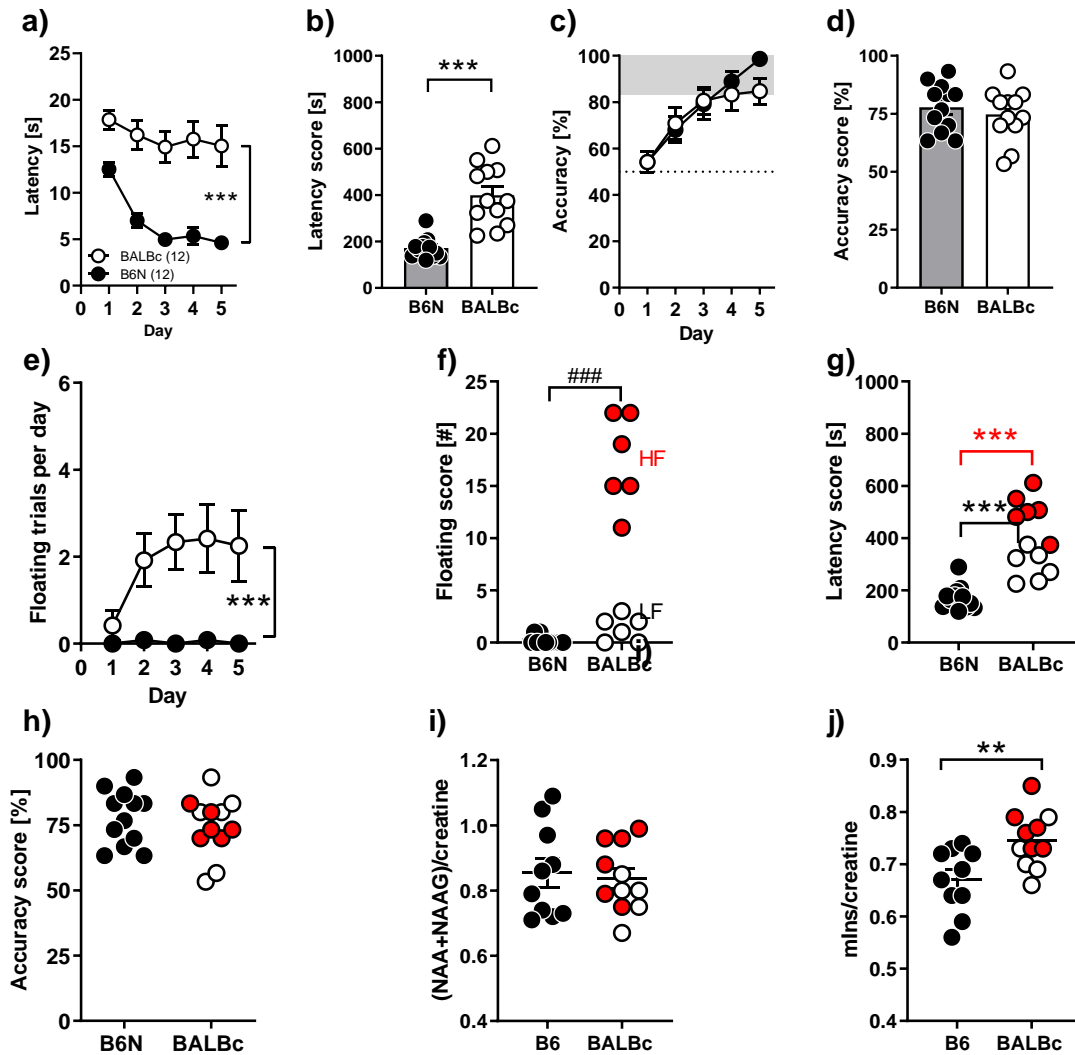 a)
Latency [s]
25
20
15
10
5
0
***
BALBc (12)
B6N (12)
0 1 2 3 4 5
Day
b)
Latency score [s]
1000
800
600
400
200
0
***
B6N BALBc
c)
Accuracy [%]
100
80
60
40
20
0
0 1 2 3 4 5
Day
d)
Accuracy score [%]
100
75
50
25
0
B6N BALBc
e)
Floating trials per day
6
4
2
0
***
0 1 2 3 4 5
Day
f)
Floating score [#]
25
20
15
10
5
0
###
HF
LF
i)
B6N BALBc
g)
Latency score [s]
1000
800
600
400
200
0
***
***
B6N BALBc
h)
Accuracy score [%]
100
75
50
25
0
B6N BALBc
i)
(NAA+NAAG)/creatine
1.2
1.0
0.8
0.6
0.4
B6 BALBc
j)
mIns/creatine
0.9
0.8
0.7
0.6
0.5
0.4
**
B6 BALBc